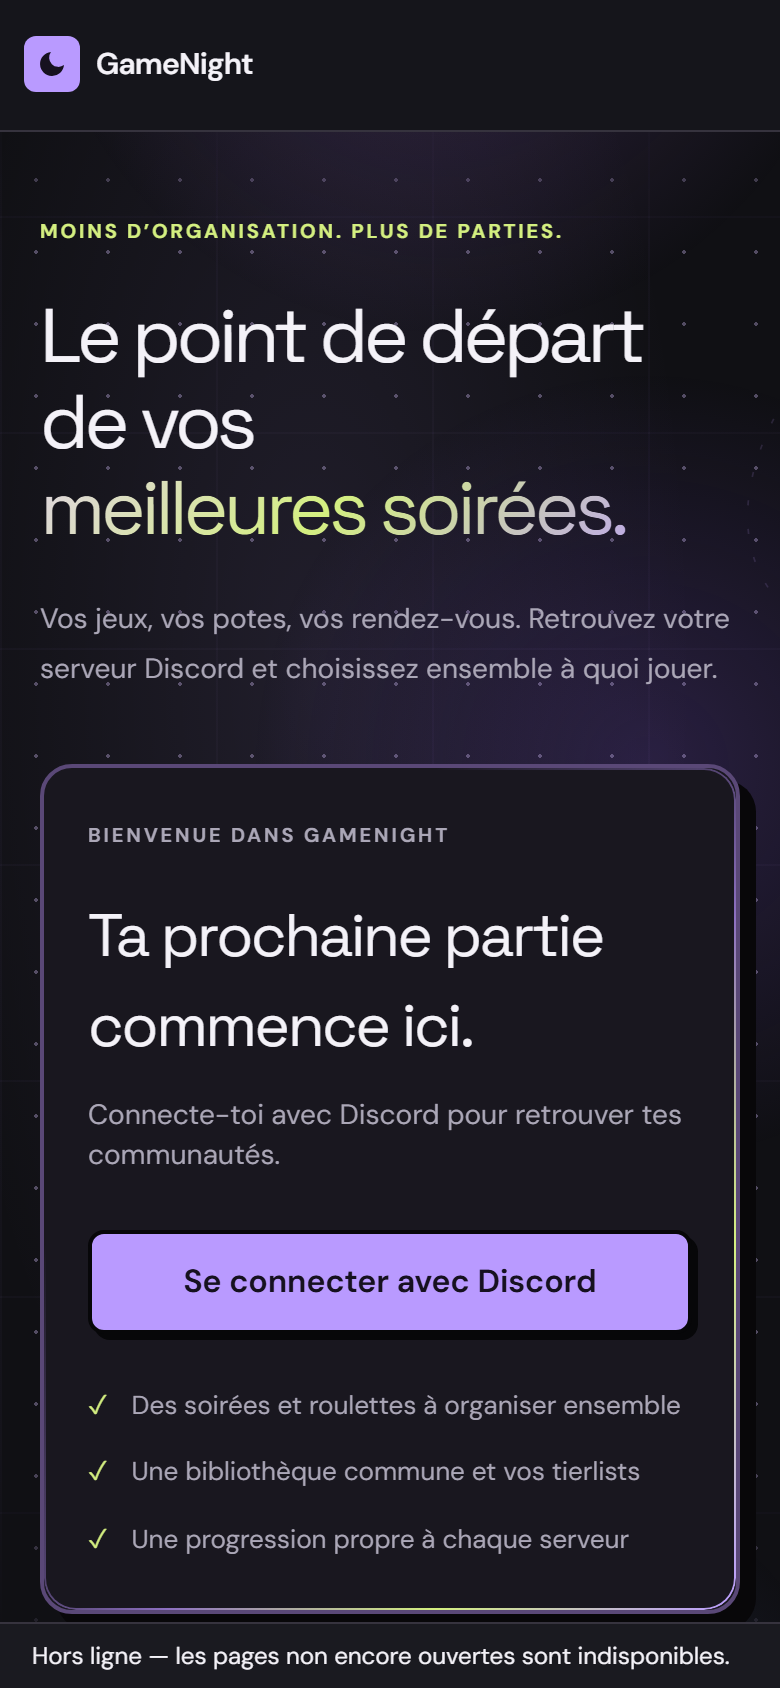 GameNight
MOINS D’ORGANISATION. PLUS DE PARTIES.
Le point de départ
de vos
meilleures soirées.
Vos jeux, vos potes, vos rendez-vous. Retrouvez votre
serveur Discord et choisissez ensemble à quoi jouer.
BIENVENUE DANS GAMENIGHT
Ta prochaine partie
commence ici.
Connecte-toi avec Discord pour retrouver tes
communautés.
Se connecter avec Discord
✓ Des soirées et roulettes à organiser ensemble
✓ Une bibliothèque commune et vos tierlists
✓ Une progression propre à chaque serveur
Hors ligne — les pages non encore ouvertes sont indisponibles.